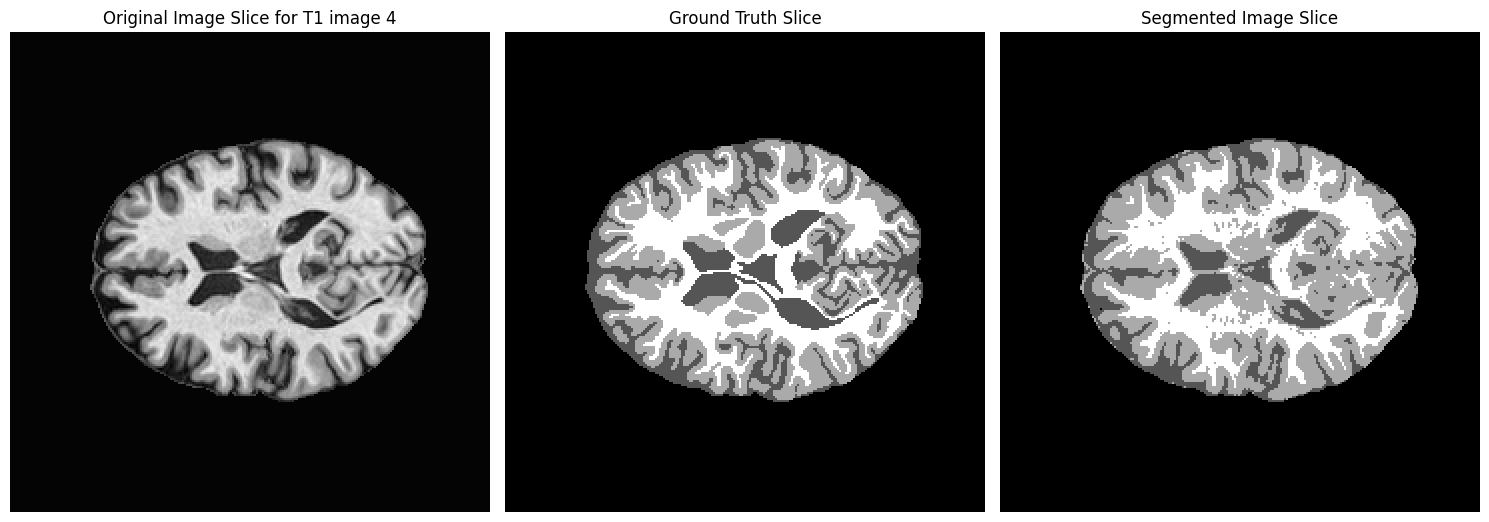 Original Image Slice for T1 image 4
Ground Truth Slice
Segmented Image Slice